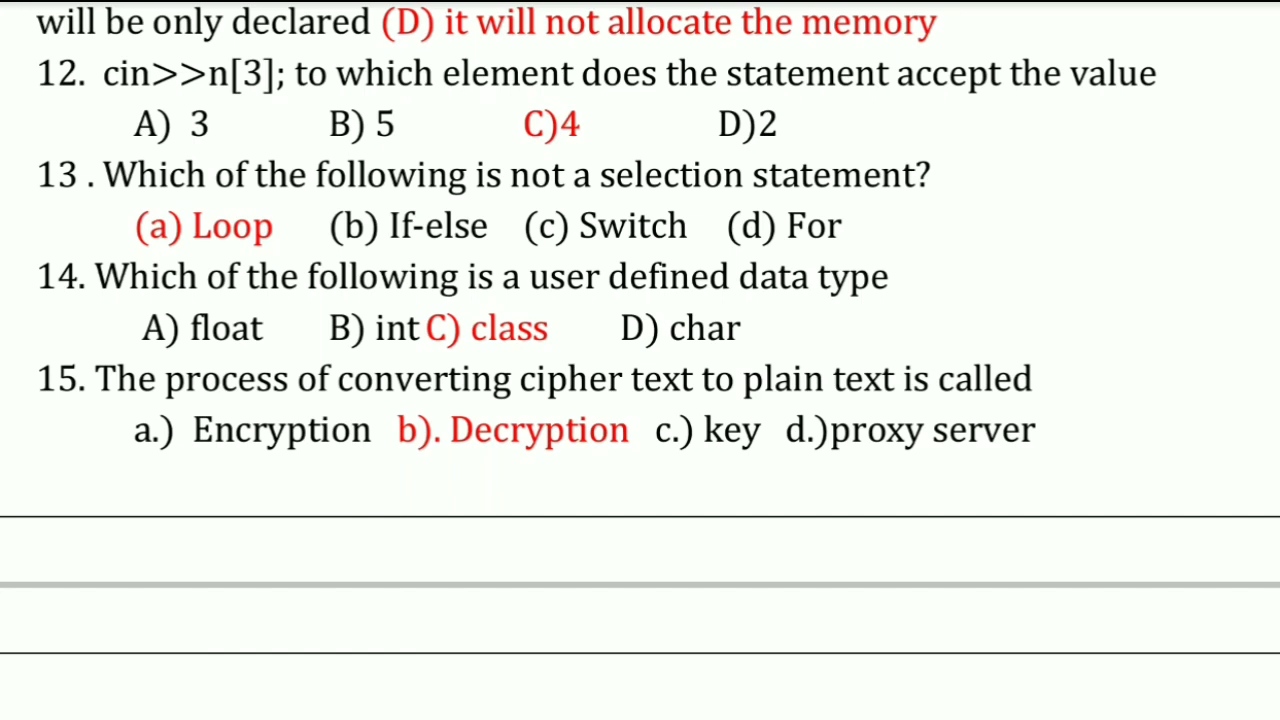 will be only declared (D) it will not allocate the memory
12. cin>>n[3]; to which element does the statement accept the value
A) 3 B) 5 C)4 D)2
13 . Which of the following is not a selection statement?
(a) Loop (b) If-else (c) Switch (d) For
14. Which of the following is a user defined data type
A) float B) int C) class D) char
15. The process of converting cipher text to plain text is called
a.) Encryption b). Decryption c.) key d.)proxy server